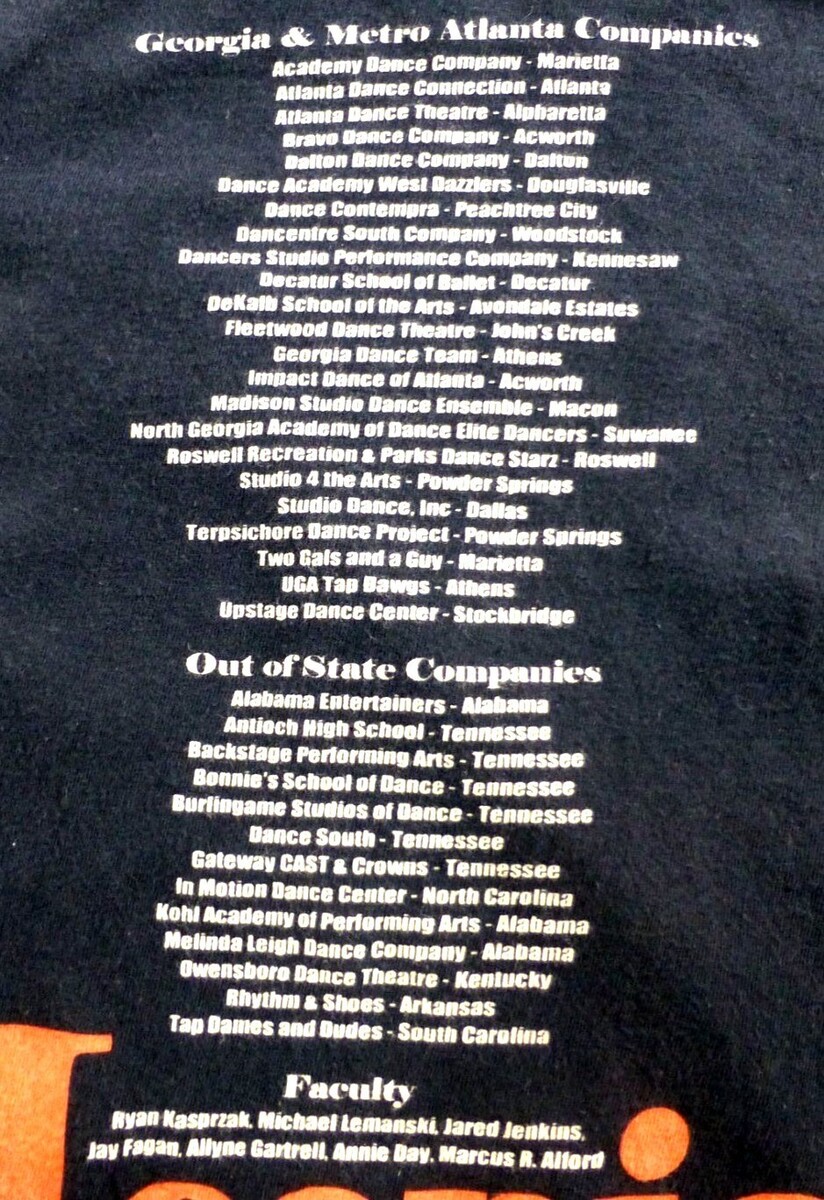 Georgia & Metro Atlanta Companies
Academy Dance Company - Marietta
Atlanta Dance Connection - Atlanta
Atlanta Dance Theatre - Alpharetta
Bravo Dance Company - Acworth
Dalton Dance Company - Dalton
Dance Academy West Dazzlers - Douglasville
Dance Contempra - Peachtree City
Dancentre South Company - Woodstock
Dancers Studio Performance Company - Kennesaw
Decatur School of Ballet - Decatur
DeKalb School of the Arts - Avondale Estates
Fleetwood Dance Theatre - John's Creek
Georgia Dance Team - Athens
Impact Dance of Atlanta - Acworth
Madison Studio Dance Ensemble - Macon
North Georgia Academy of Dance Elite Dancers - Suwanee
Roswell Recreation & Parks Dance Starz - Roswell
Studio 4 the Arts - Powder Springs
Studio Dance, Inc - Dallas
Terpsichore Dance Project - Powder Springs
Two Gals and a Guy - Marietta
UGA Tap Dawgs - Athens
Upstage Dance Center - Stockbridge
Out of State Companies
Alabama Entertainers - Alabama
Antioch High School - Tennessee
Backstage Performing Arts - Tennessee
Bonnie's School of Dance - Tennessee
Burlingame Studios of Dance - Tennessee
Dance South - Tennessee
Gateway CAST & Crowns - Tennessee
In Motion Dance Center - North Carolina
Kohl Academy of Performing Arts - Alabama
Melinda Leigh Dance Company - Alabama
Owensboro Dance Theatre - Kentucky
Rhythm & Shoes - Arkansas
Tap Dames and Dudes - South Carolina
Faculty
Ryan Kasprzak, Michael Lemanski, Jared Jenkins,
Jay Fagan, Allyne Gartrell, Annie Day, Marcus R. Alford